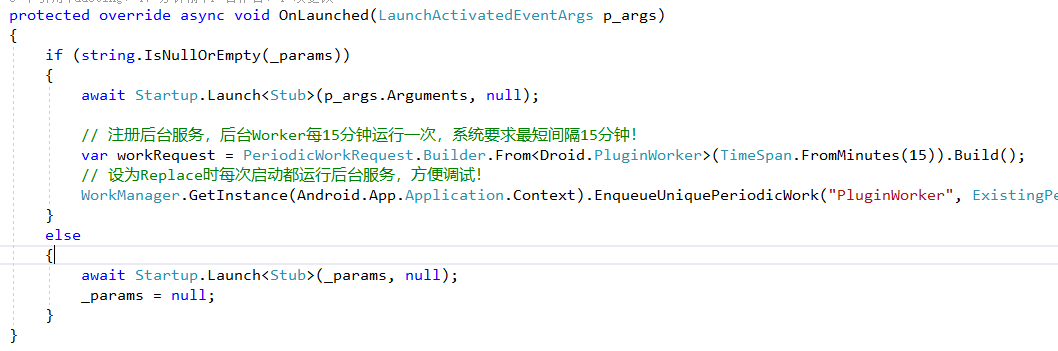 protected override async void OnLaunched(LaunchActivatedEventArgs p_args)
{
if (string.IsNullOrEmpty(_params))
{
await Startup.Launch<Stub>(p_args.Arguments, null);
// 注册后台服务，后台Worker每15分钟运行一次，系统要求最短间隔15分钟！
var workRequest = PeriodicWorkRequest.Builder.From<Droid.PluginWorker>(TimeSpan.FromMinutes(15)).Build();
// 设为Replace时每次启动都运行后台服务，方便调试！
WorkManager.GetInstance(Android.App.Application.Context).EnqueueUniquePeriodicWork("PluginWorker", ExistingPe
}
else
{
await Startup.Launch<Stub>(_params, null);
_params = null;
}
}